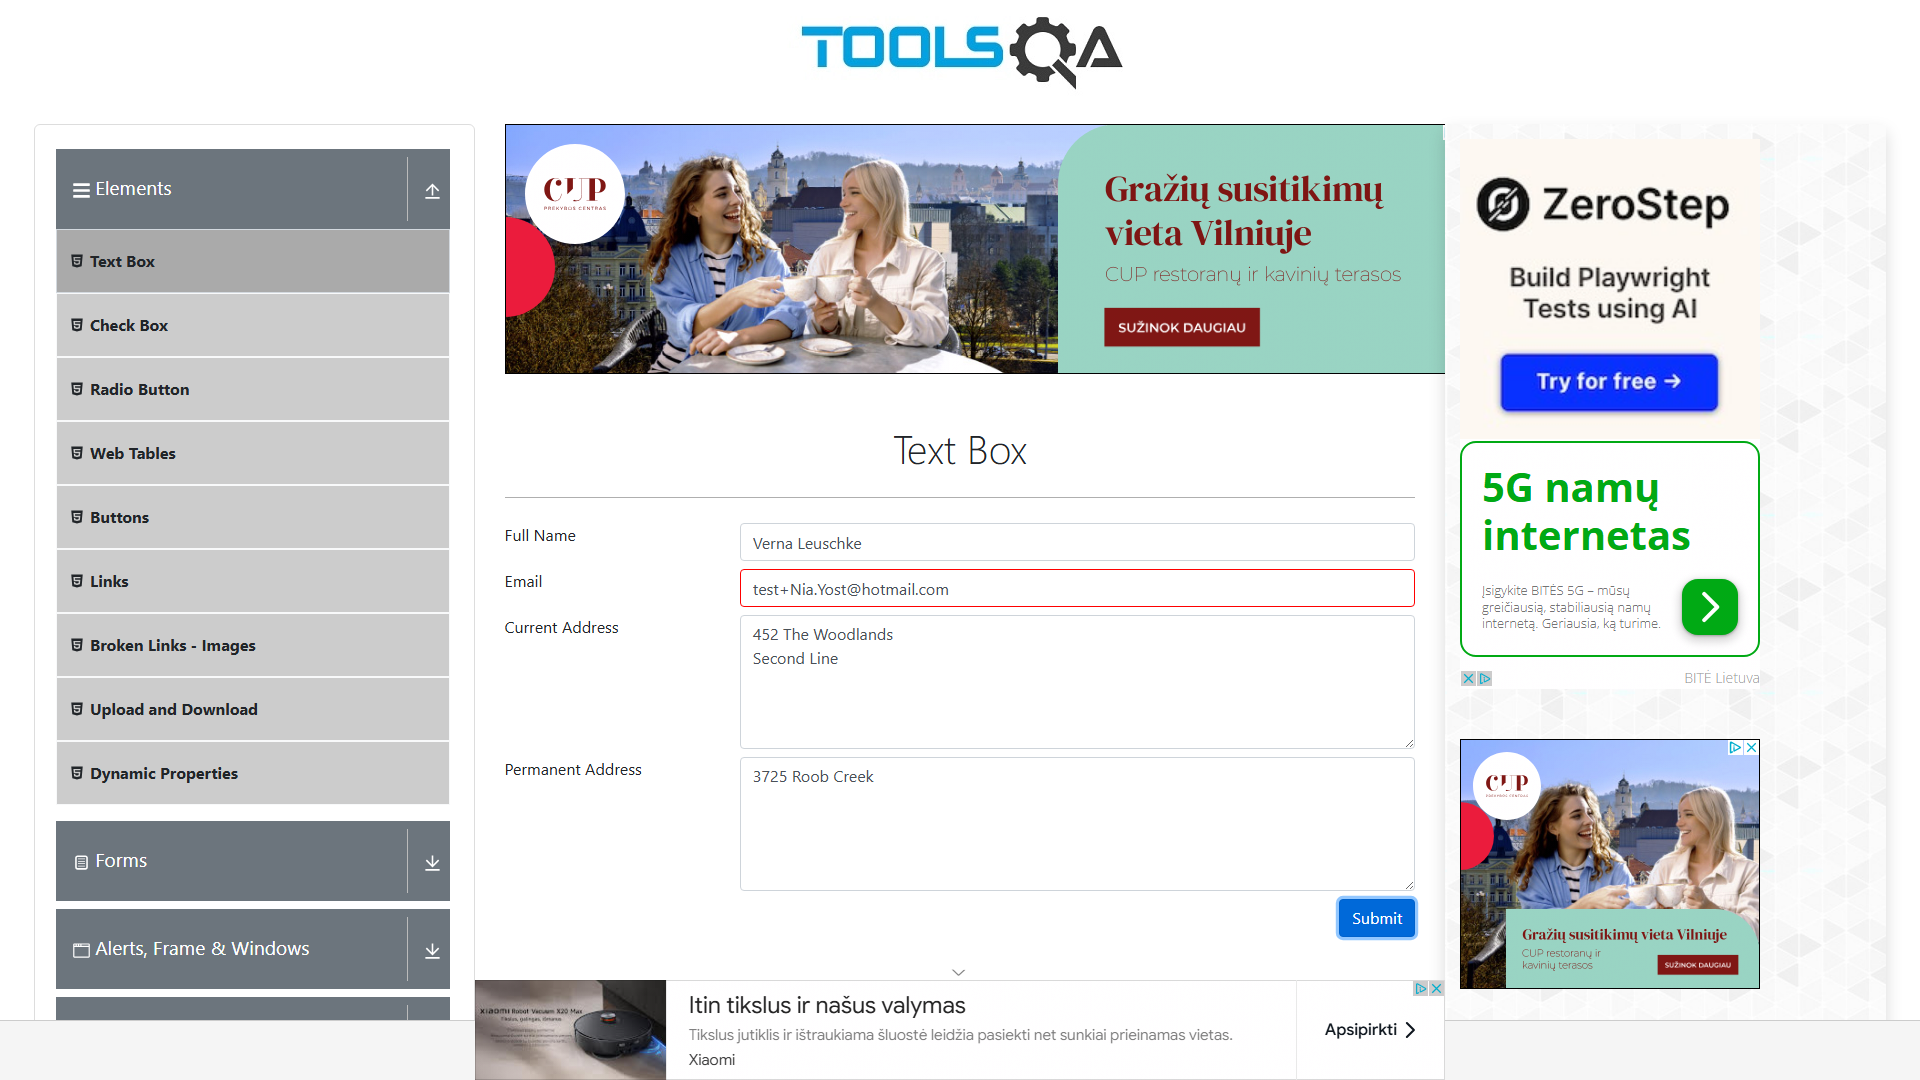 TOOLSQA
Elements
Text Box
Check Box
Radio Button
Web Tables
Buttons
Links
Broken Links - Images
Upload and Download
Dynamic Properties
Forms
Alerts, Frame & Windows
CUP
PREKYBOS CENTRAS
Gražių susitikimų
vieta Vilniuje
CUP restoranų ir kavinių terasos
SUŽINOK DAUGIAU
Text Box
Full Name
Verna Leuschke
Email
test+Nia.Yost@hotmail.com
Current Address
452 The Woodlands
Second Line
Permanent Address
3725 Roob Creek
Submit
XIAOMI Robot Vacuum X20 Max
Itin tikslus ir našus valymas
Tikslus jutiklis ir ištraukiama šluostė leidžia pasiekti net sunkiai prieinamas vietas.
Xiaomi
Apsipirkti
ZeroStep
Build Playwright
Tests using AI
Try for free →
5G namų
internetas
Įsigykite BITĖS 5G – mūsų
greičiausią, stabiliausią namų
internetą. Geriausia, ką turime.
BITĖ Lietuva
CUP
PREKYBOS CENTRAS
Gražių susitikimų vieta Vilniuje
CUP restoranų ir
kavinių terasos
SUŽINOK DAUGIAU